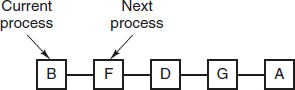 Current process
Next process
B F D G A